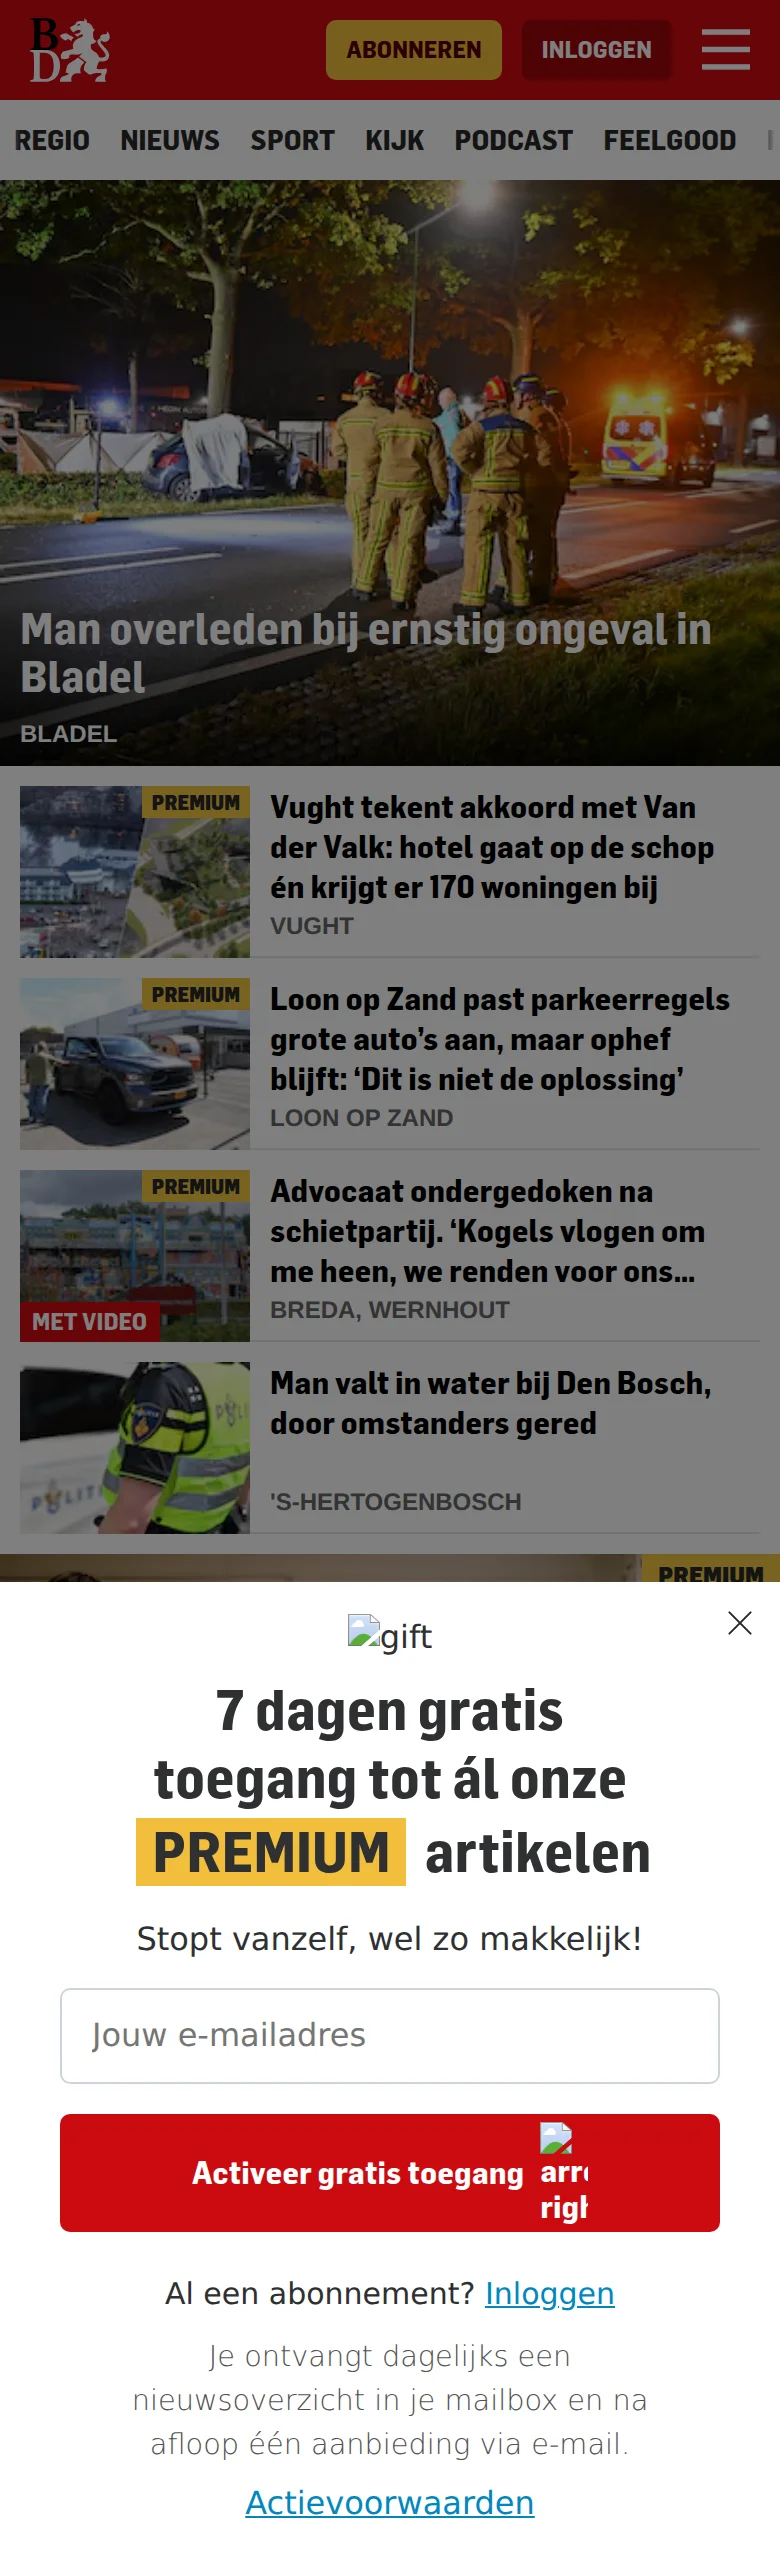 B
D
ABONNEREN
INLOGGEN
REGIO NIEUWS SPORT KIJK PODCAST FEELGOOD
Man overleden bij ernstig ongeval in
Bladel
BLADEL
PREMIUM
Vught tekent akkoord met Van
der Valk: hotel gaat op de schop
én krijgt er 170 woningen bij
VUGHT
PREMIUM
Loon op Zand past parkeerregels
grote auto’s aan, maar ophef
blijft: ‘Dit is niet de oplossing’
LOON OP ZAND
PREMIUM
MET VIDEO
Advocaat ondergedoken na
schietpartij. ‘Kogels vlogen om
me heen, we renden voor ons...
BREDA, WERNHOUT
Man valt in water bij Den Bosch,
door omstanders gered
'S-HERTOGENBOSCH
PREMIUM
gift
7 dagen gratis
toegang tot ál onze
PREMIUM artikelen
Stopt vanzelf, wel zo makkelijk!
Jouw e-mailadres
Activeer gratis toegang
Al een abonnement? Inloggen
Je ontvangt dagelijks een
nieuwsoverzicht in je mailbox en na
afloop één aanbieding via e-mail.
Actievoorwaarden